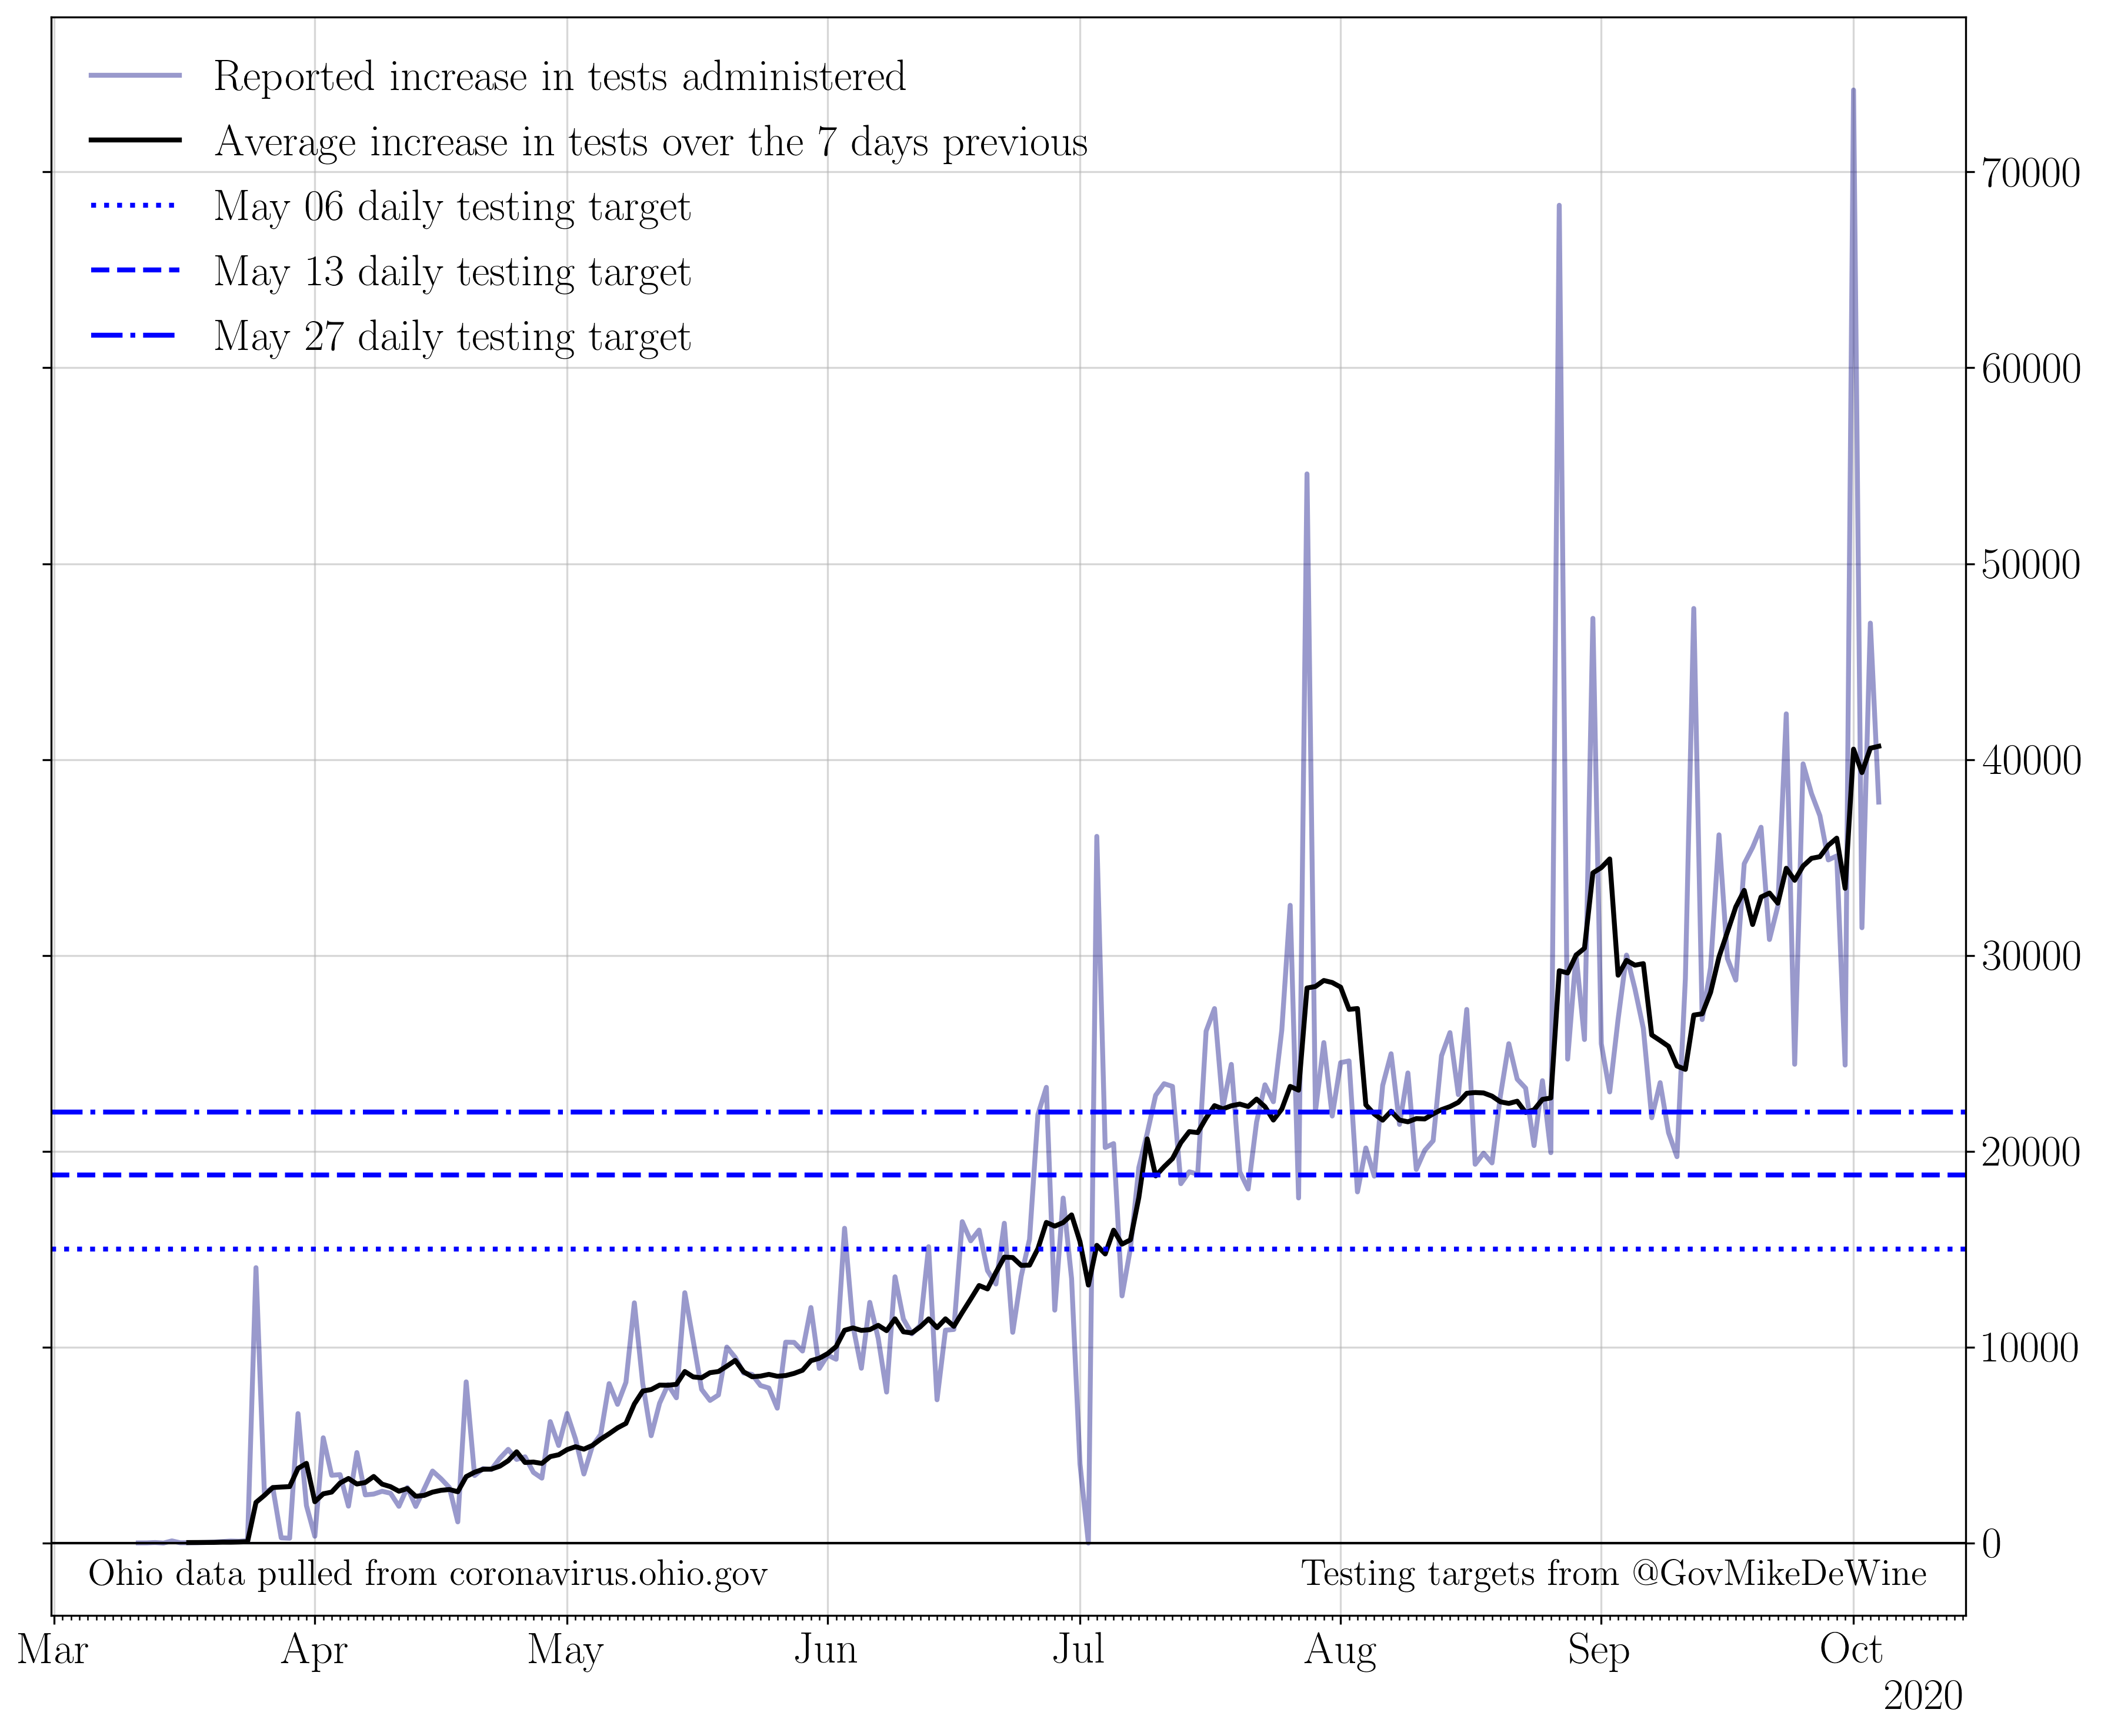 Reported increase in tests administered
Average increase in tests over the 7 days previous
May 06 daily testing target
May 13 daily testing target
May 27 daily testing target
70000
60000
50000
40000
30000
20000
10000
0
Ohio data pulled from coronavirus.ohio.gov
Testing targets from @GovMikeDeWine
Mar Apr May Jun Jul Aug Sep Oct
2020